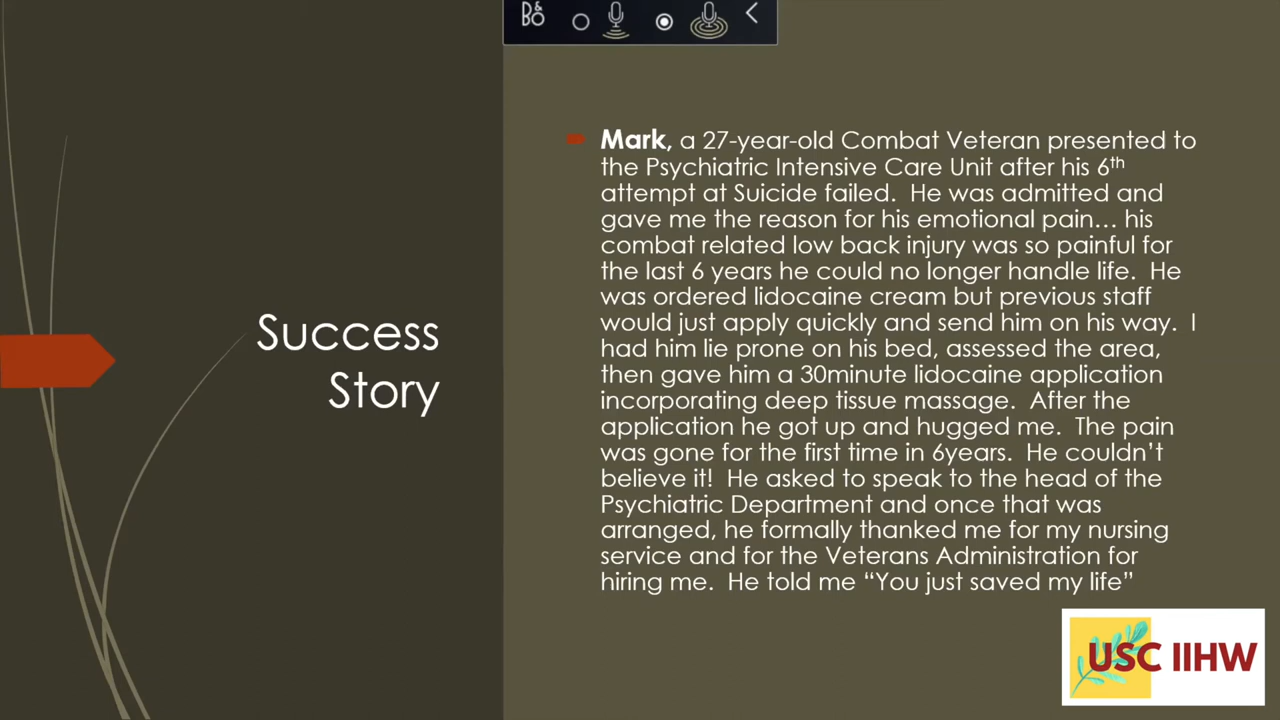 B&O
Success
Story
Mark, a 27-year-old Combat Veteran presented to
the Psychiatric Intensive Care Unit after his 6th
attempt at Suicide failed.  He was admitted and
gave me the reason for his emotional pain… his
combat related low back injury was so painful for
the last 6 years he could no longer handle life.  He
was ordered lidocaine cream but previous staff
would just apply quickly and send him on his way.  I
had him lie prone on his bed, assessed the area,
then gave him a 30minute lidocaine application
incorporating deep tissue massage.  After the
application he got up and hugged me.  The pain
was gone for the first time in 6years.  He couldn’t
believe it!  He asked to speak to the head of the
Psychiatric Department and once that was
arranged, he formally thanked me for my nursing
service and for the Veterans Administration for
hiring me.  He told me “You just saved my life”
USC IIHW